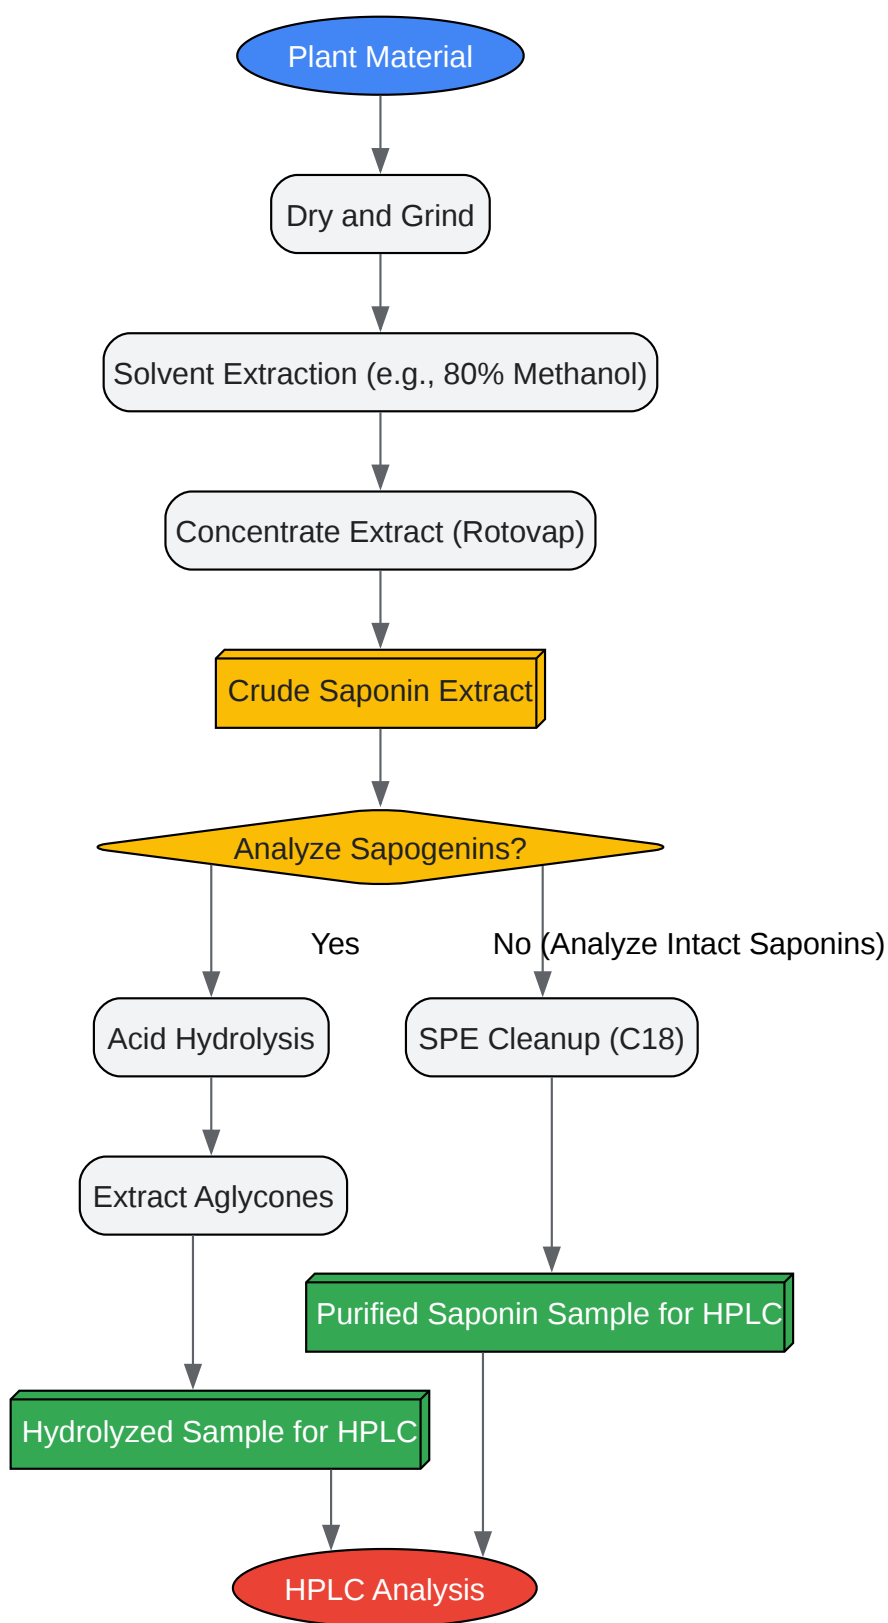 Plant Material
Dry and Grind
Solvent Extraction (e.g., 80% Methanol)
Concentrate Extract (Rotovap)
Crude Saponin Extract
Analyze Sapogenins?
Yes
No (Analyze Intact Saponins)
Acid Hydrolysis
SPE Cleanup (C18)
Extract Aglycones
Purified Saponin Sample for HPLC
Hydrolyzed Sample for HPLC
HPLC Analysis